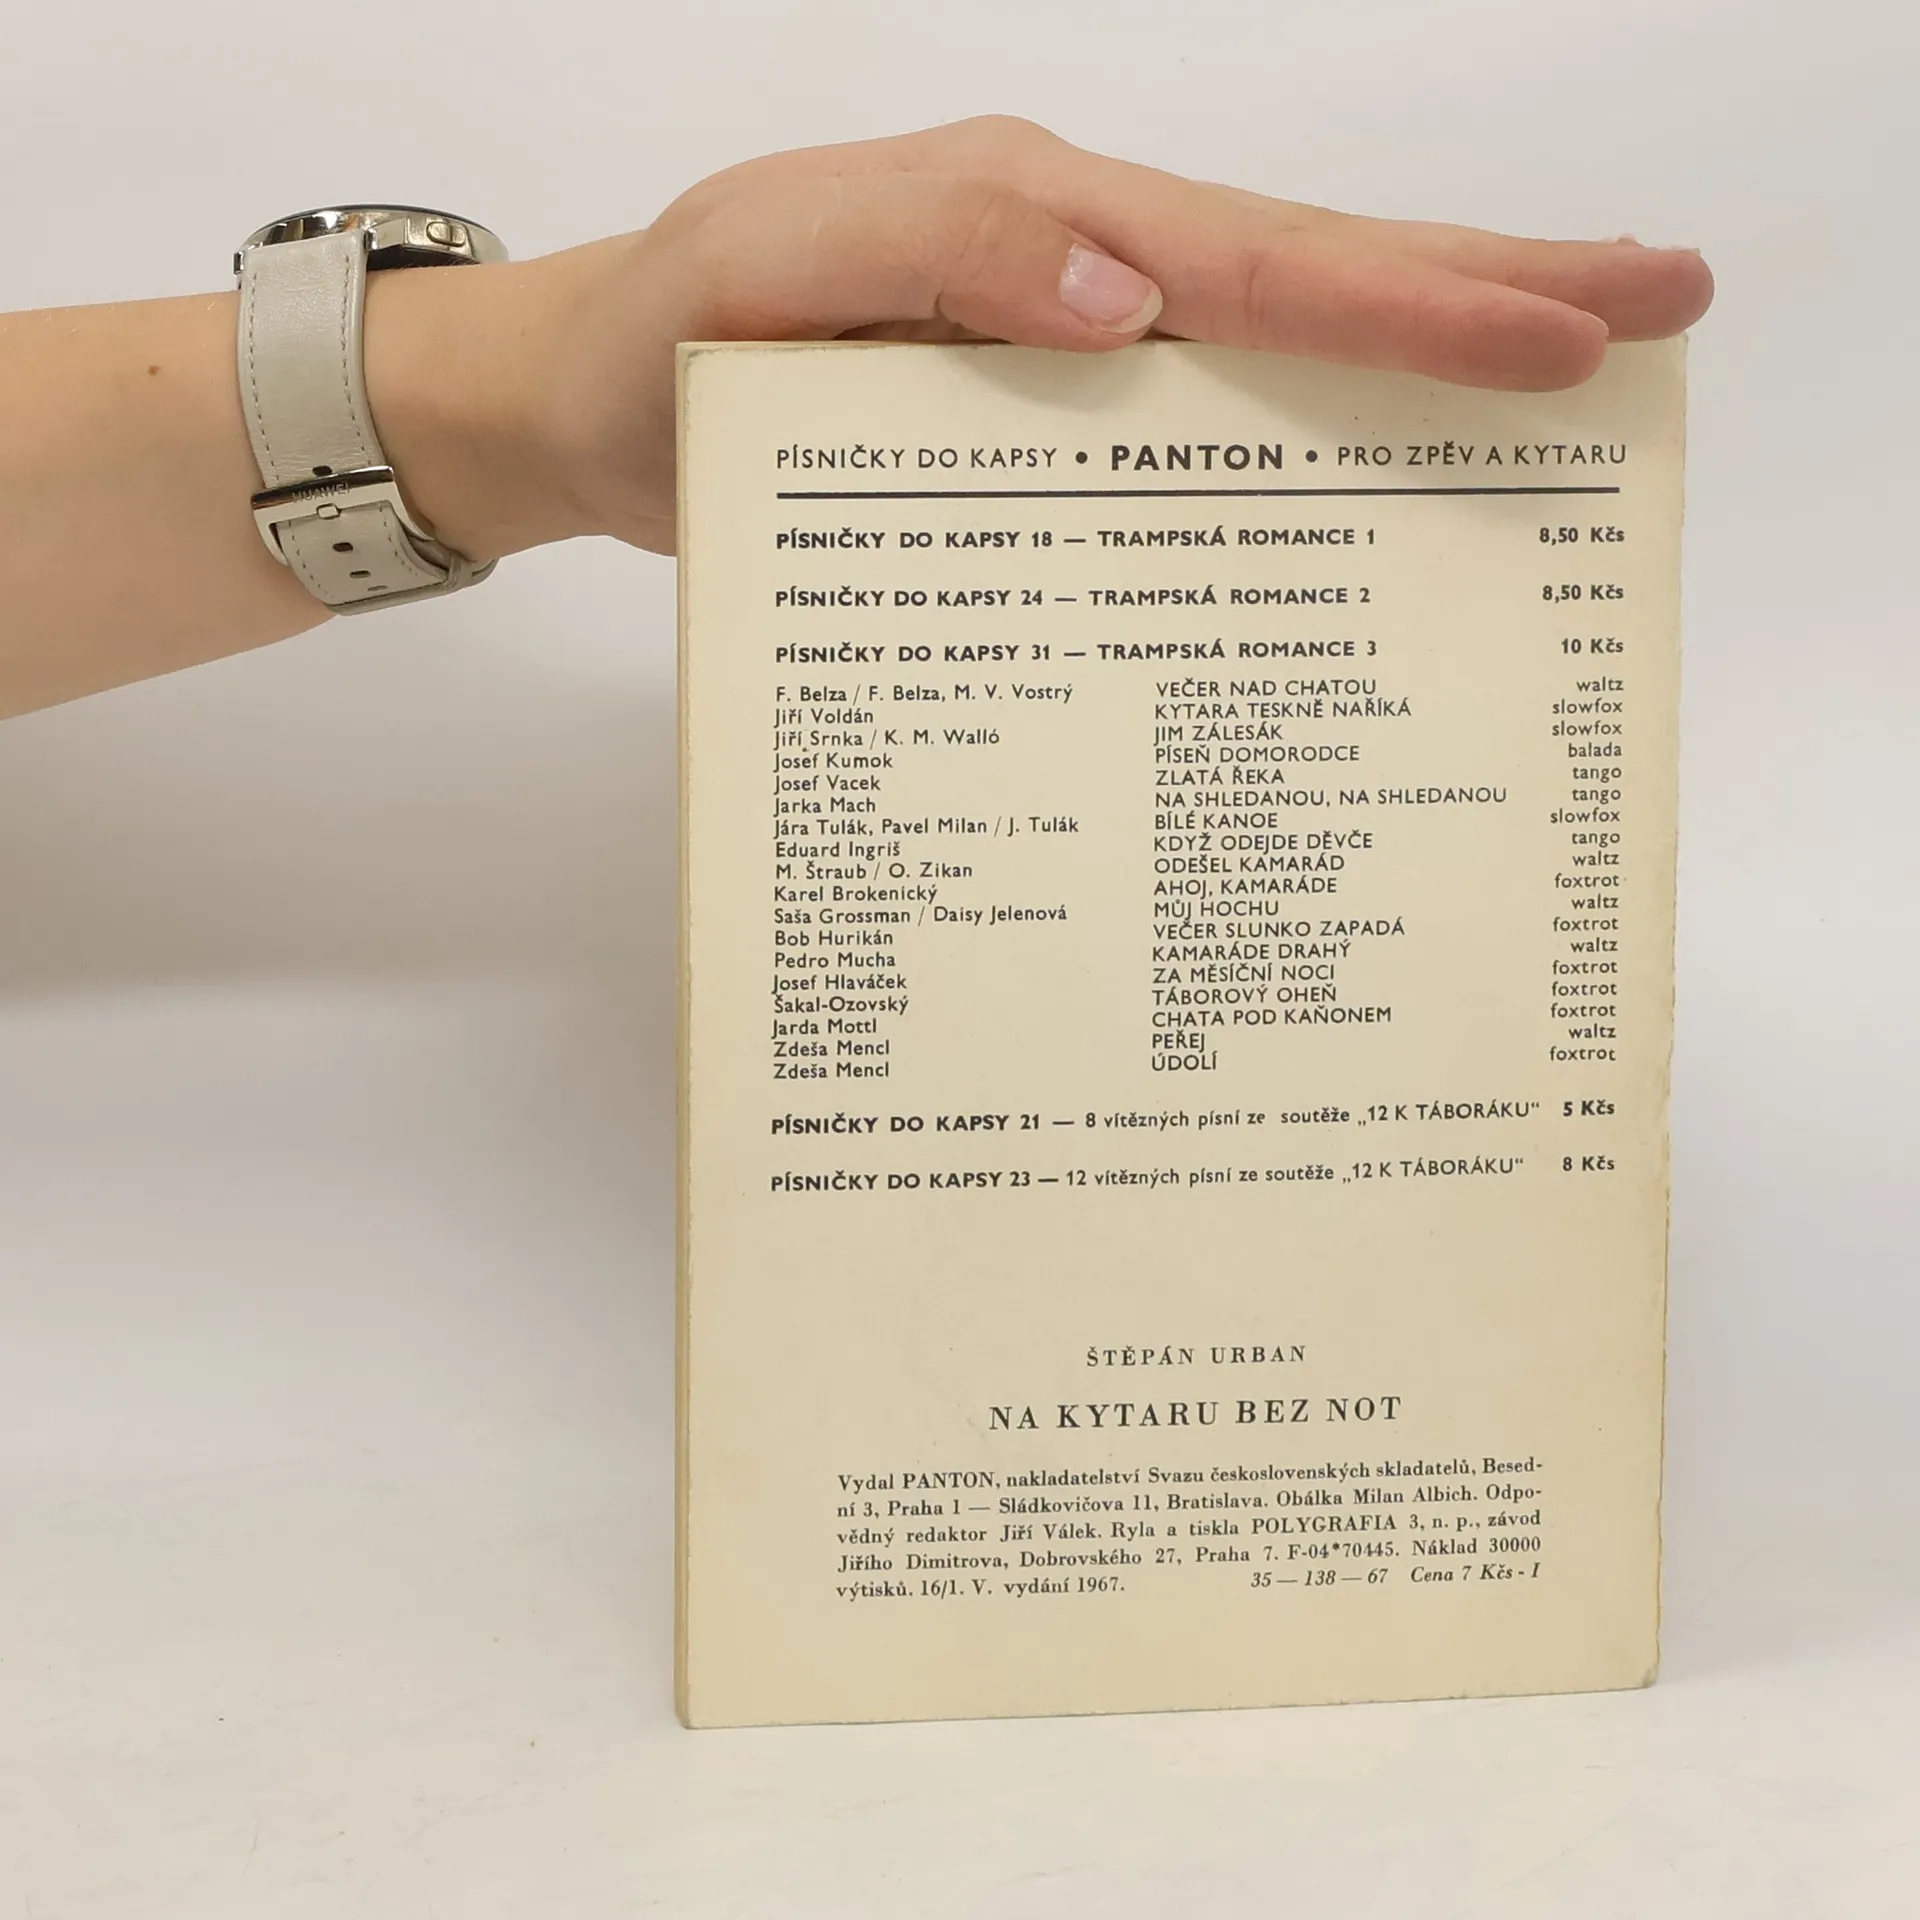 HUAWEI
PÍSNIČKY DO KAPSY • PANTON • PRO ZPĚV A KYTARU
PÍSNIČKY DO KAPSY 18 — TRAMPSKÁ ROMANCE 1 8,50 Kčs
PÍSNIČKY DO KAPSY 24 — TRAMPSKÁ ROMANCE 2 8,50 Kčs
PÍSNIČKY DO KAPSY 31 — TRAMPSKÁ ROMANCE 3 10 Kčs
F. Belza / F. Belza, M. V. Vostrý VEČER NAD CHATOU waltz
Jiří Voldán KYTARA TESKNĚ NAŘÍKÁ slowfox
Jiří Srnka / K. M. Walló JIM ZÁLESÁK slowfox
Josef Kumok PÍSEŇ DOMORODCE balada
Josef Vacek ZLATÁ ŘEKA tango
Jarka Mach NA SHLEDANOU, NA SHLEDANOU tango
Jára Tulák, Pavel Milan / J. Tulák BÍLÉ KANOE slowfox
Eduard Ingriš KDYŽ ODEJDE DĚVČE tango
M. Štraub / O. Zikan ODEŠEL KAMARÁD waltz
Karel Brokenický AHOJ, KAMARÁDE foxtrot
Saša Grossman / Daisy Jelenová MŮJ HOCHU waltz
Bob Hurikán VEČER SLUNKO ZAPADÁ foxtrot
Pedro Mucha KAMARÁDE DRAHÝ waltz
Josef Hlaváček ZA MĚSÍČNÍ NOCI foxtrot
Šakal-Ozovský TÁBOROVÝ OHEŇ foxtrot
Jarda Mottl CHATA POD KAŇONEM foxtrot
Zdeša Mencl PEŘEJ waltz
Zdeša Mencl ÚDOLÍ foxtrot
PÍSNIČKY DO KAPSY 21 — 8 vítězných písní ze soutěže „12 K TÁBORÁKU“ 5 Kčs
PÍSNIČKY DO KAPSY 23 — 12 vítězných písní ze soutěže „12 K TÁBORÁKU“ 8 Kčs
ŠTĚPÁN URBAN
NA KYTARU BEZ NOT
Vydal PANTON, nakladatelství Svazu československých skladatelů, Besed-
ní 3, Praha 1 — Sládkovičova 11, Bratislava. Obálka Milan Albich. Odpo-
vědný redaktor Jiří Válek. Ryla a tiskla POLYGRAFIA 3, n. p., závod
Jiřího Dimitrova, Dobrovského 27, Praha 7. F-04*70445. Náklad 30000
výtisků. 16/1. V. vydání 1967. 35 — 138 — 67 Cena 7 Kčs - I